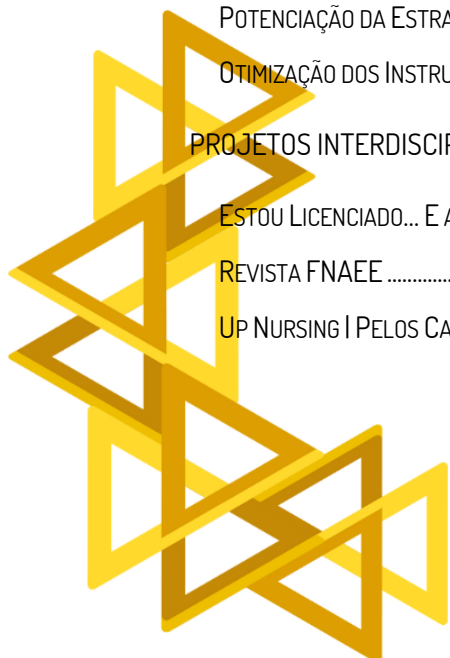 POTENCIAÇÃO DA ESTRA
OTIMIZAÇÃO DOS INSTRU
PROJETOS INTERDISCIP
ESTOU LICENCIADO... E A
REVISTA FNAEE .............
UP NURSING | PELOS CA